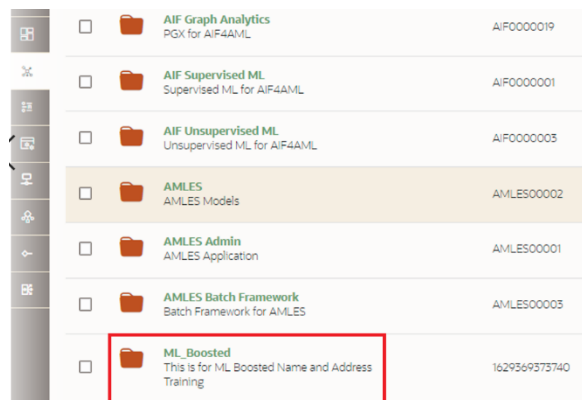 AIF Graph Analytics
PGX for AIF4AML
AIF0000019
AIF Supervised ML
Supervised ML for AIF4AML
AIF0000001
AIF Unsupervised ML
Unsupervised ML for AIF4AML
AIF0000003
AMLES
AMLES Models
AMLES00002
AMLES Admin
AMLES Application
AMLES00001
AMLES Batch Framework
Batch Framework for AMLES
AMLES00003
ML_Boosted
This is for ML Boosted Name and Address
Training
1629369373740